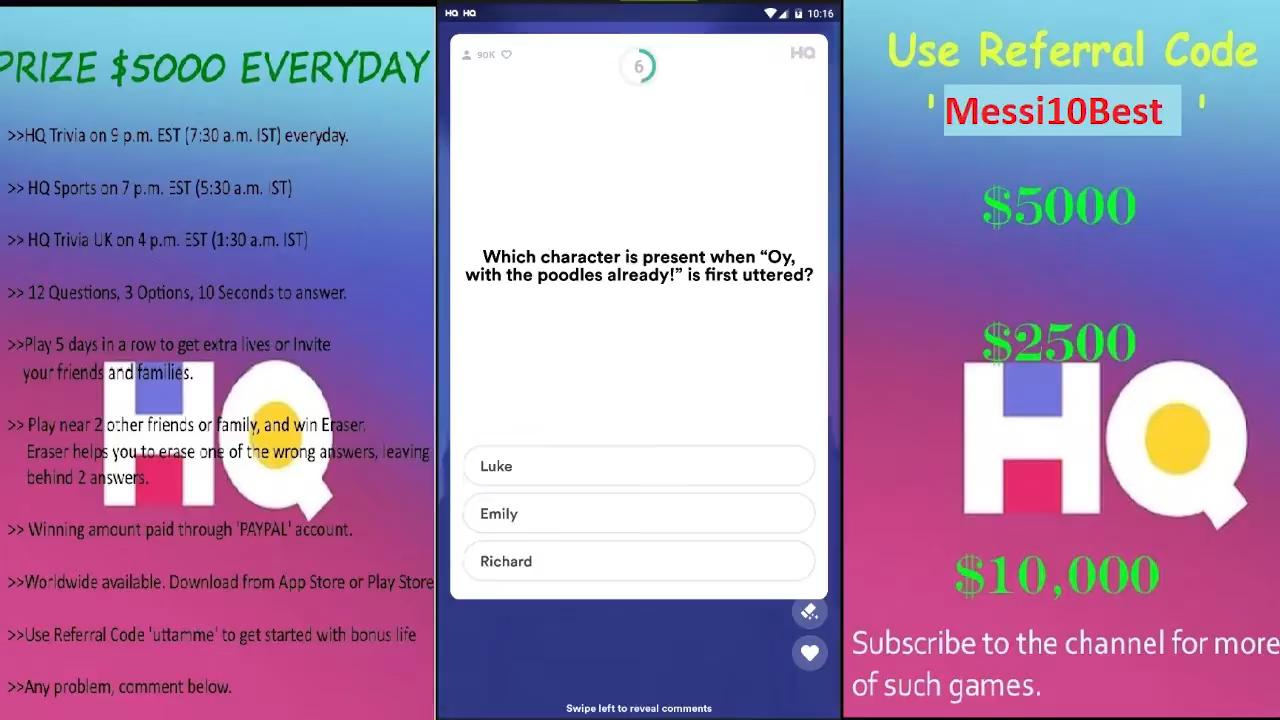 PRIZE $5000 EVERYDAY
>>HQ Trivia on 9 p.m. EST (7:30 a.m. IST) everyday.
>> HQ Sports on 7 p.m. EST (5:30 a.m. IST)
>> HQ Trivia UK on 4 p.m. EST (1:30 a.m. IST)
>> 12 Questions, 3 Options, 10 Seconds to answer.
>>Play 5 days in a row to get extra lives or Invite
your friends and families.
>> Play near 2 other friends or family, and win Eraser.
Eraser helps you to erase one of the wrong answers, leaving
behind 2 answers.
>> Winning amount paid through 'PAYPAL' account.
>>Worldwide available. Download from App Store or Play Store
>>Use Referral Code 'uttamme' to get started with bonus life
>>Any problem, comment below.
HQ
HQ HQ 10:16
90K 6 HQ
Which character is present when “Oy,
with the poodles already!” is first uttered?
Luke
Emily
Richard
Swipe left to reveal comments
Use Referral Code
' Messi10Best '
$5000
$2500
HQ
$10,000
Subscribe to the channel for more
of such games.